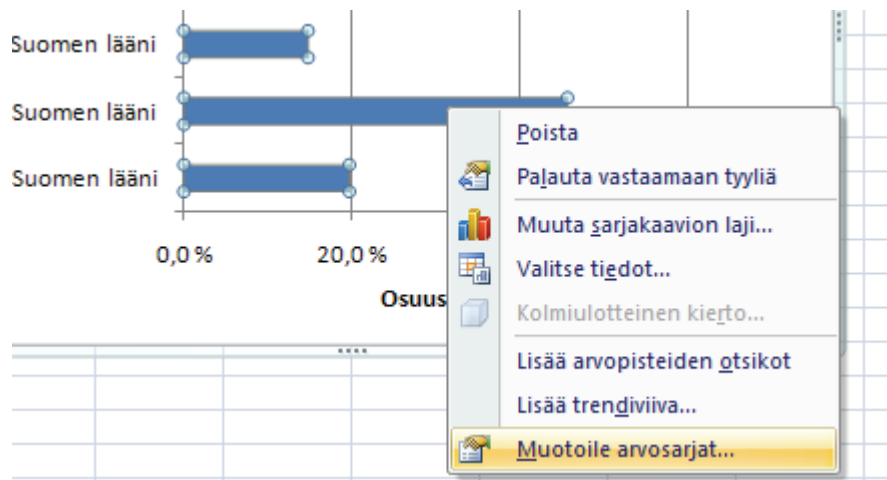 Suomen lääni
Suomen lääni
Suomen lääni
0,0 %
20,0 %
Osuus
Poista
Palauta vastaamaan tyyliä
Muuta sarjakaavion laji...
Valitse tiedot...
Kolmiulotteinen kierto...
Lisää arvopisteiden otsikot
Lisää trendiviiva...
Muotoile arvosarjat...